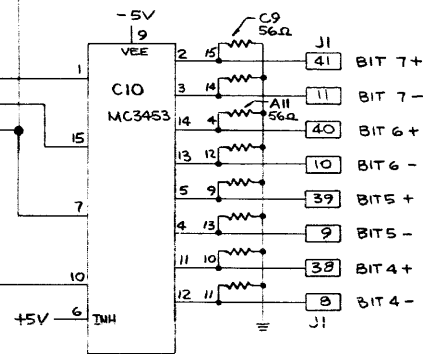 -5V
9
VEE
C9
56Ω
J1
1
2
15
41
BIT 7+
C10
3
14
11
BIT 7-
MC3453
A11
56Ω
14
4
40
BIT 6+
15
13
12
10
BIT 6-
5
9
39
BIT 5+
7
4
13
9
BIT 5-
11
10
38
BIT 4+
10
12
11
8
BIT 4-
+5V
6
INH
J1